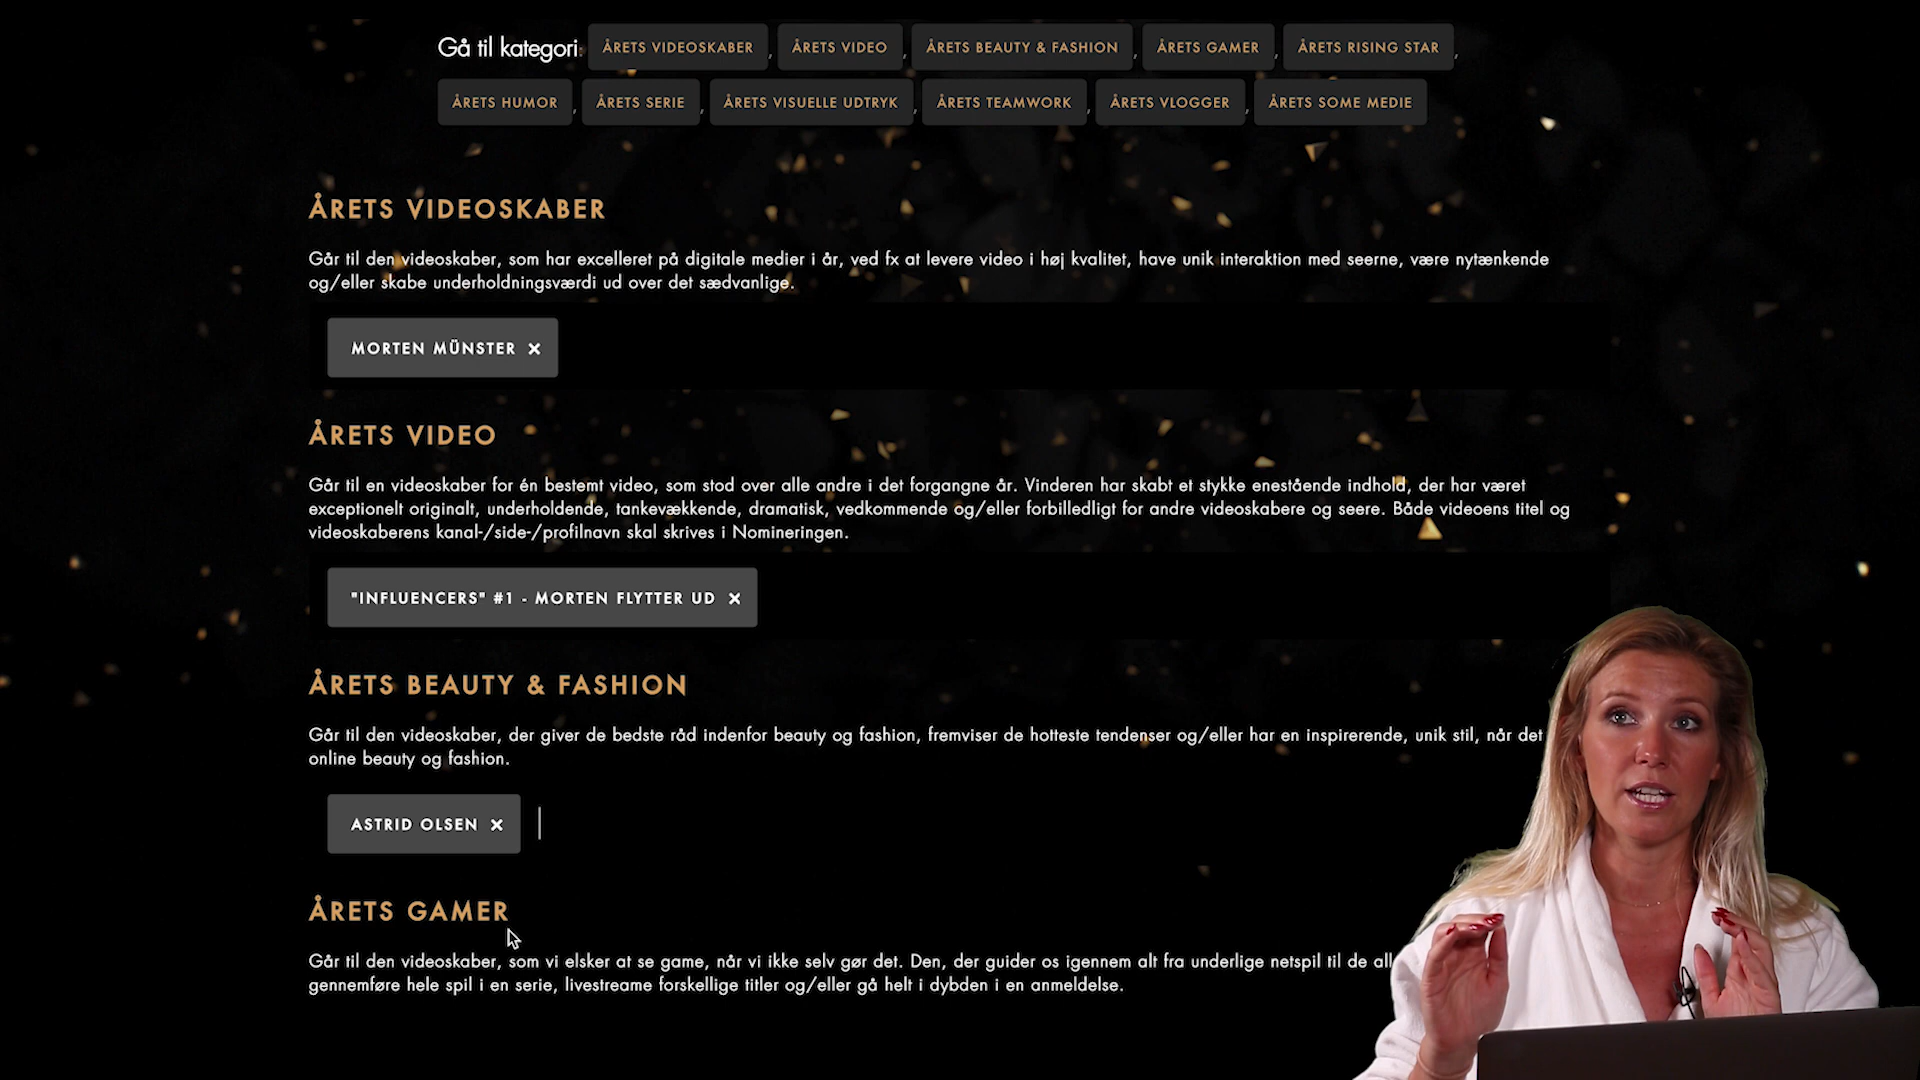 Gå til kategori: ÅRETS VIDEOSKABER, ÅRETS VIDEO, ÅRETS BEAUTY & FASHION, ÅRETS GAMER, ÅRETS RISING STAR,
ÅRETS HUMOR, ÅRETS SERIE, ÅRETS VISUELLE UDTRYK, ÅRETS TEAMWORK, ÅRETS VLOGGER, ÅRETS SOME MEDIE
ÅRETS VIDEOSKABER
Går til den videoskaber, som har excelleret på digitale medier i år, ved fx at levere video i høj kvalitet, have unik interaktion med seerne, være nytænkende
og/eller skabe underholdningsværdi ud over det sædvanlige.
MORTEN MÜNSTER ×
ÅRETS VIDEO
Går til en videoskaber for én bestemt video, som stod over alle andre i det forgangne år. Vinderen har skabt et stykke enestående indhold, der har været
exceptionelt originalt, underholdende, tankevækkende, dramatisk, vedkommende og/eller forbilledligt for andre videoskabere og seere. Både videoens titel og
videoskaberens kanal-/side-/profilnavn skal skrives i Nomineringen.
"INFLUENCERS" #1 - MORTEN FLYTTER UD ×
ÅRETS BEAUTY & FASHION
Går til den videoskaber, der giver de bedste råd indenfor beauty og fashion, fremviser de hotteste tendenser og/eller har en inspirerende, unik stil, når det
online beauty og fashion.
ASTRID OLSEN ×
ÅRETS GAMER
Går til den videoskaber, som vi elsker at se game, når vi ikke selv gør det. Den, der guider os igennem alt fra underlige netspil til de all
gennemføre hele spil i en serie, livestreame forskellige titler og/eller gå helt i dybden i en anmeldelse.